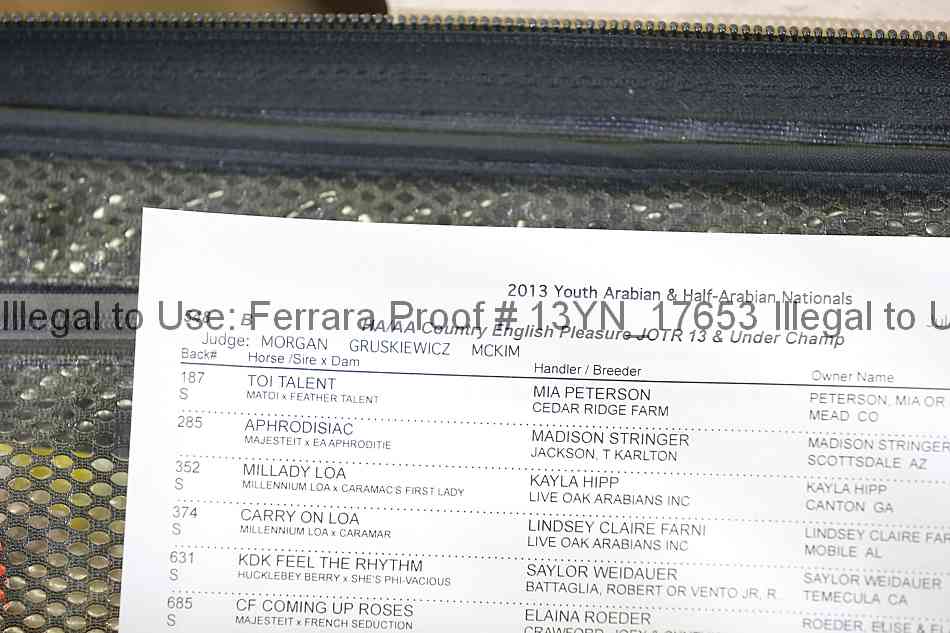 2013 Youth Arabian & Half-Arabian Nationals
Illegal to Use: Ferrara Proof # 13YN_17653 Illegal to U
B HA/AA Country English Pleasure JOTR 13 & Under Champ
Judge: MORGAN GRUSKIEWICZ MCKIM
Back# Horse /Sire x Dam Handler / Breeder Owner Name
187 TOI TALENT MIA PETERSON PETERSON, MIA OR
S MATOI x FEATHER TALENT CEDAR RIDGE FARM MEAD CO
285 APHRODISIAC MADISON STRINGER MADISON STRINGER
MAJESTEIT x EA APHRODITIE JACKSON, T KARLTON SCOTTSDALE AZ
352 MILLADY LOA KAYLA HIPP KAYLA HIPP
S MILLENNIUM LOA x CARAMAC'S FIRST LADY LIVE OAK ARABIANS INC CANTON GA
374 CARRY ON LOA LINDSEY CLAIRE FARNI LINDSEY CLAIRE FAR
S MILLENNIUM LOA x CARAMAR LIVE OAK ARABIANS INC MOBILE AL
631 KDK FEEL THE RHYTHM SAYLOR WEIDAUER SAYLOR WEIDAUER
S HUCKLEBEY BERRY x SHE'S PHI-VACIOUS BATTAGLIA, ROBERT OR VENTO JR, R TEMECULA CA
685 CF COMING UP ROSES ELAINA ROEDER ROEDER, ELISE & EL
S MAJESTEIT x FRENCH SEDUCTION